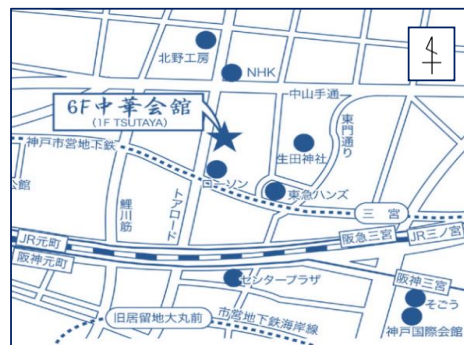 北野工房
NHK
中山手通
6F中華会館
(1F TSUTAYA)
東門通り
生田神社
神戸市営地下鉄
公館
ローソン
東急ハンズ
鯉川筋
トアロード
三宮
JR元町
阪急三宮
JR三ノ宮
阪神元町
センタープラザ
阪神三宮
そごう
旧居留地大丸前
市営地下鉄海岸線
神戸国際会館